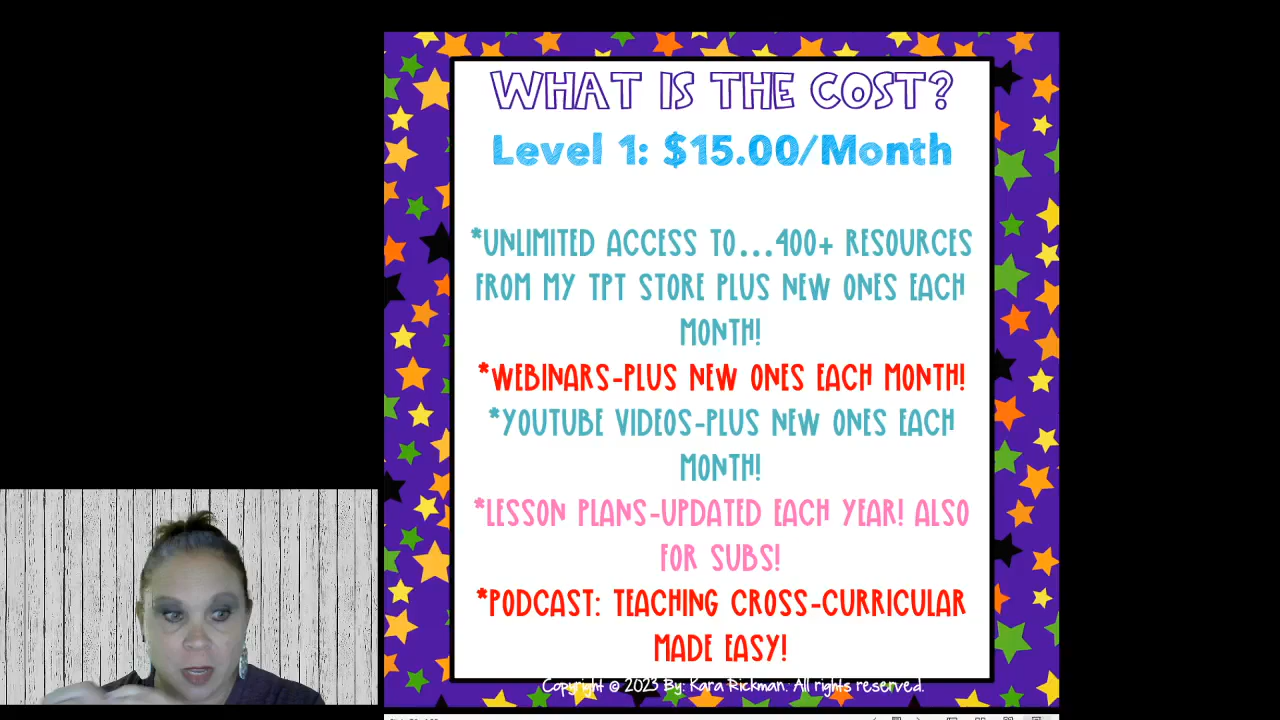 WHAT IS THE COST?
Level 1: $15.00/Month
*UNLIMITED ACCESS TO...400+ RESOURCES
FROM MY TPT STORE PLUS NEW ONES EACH
MONTH!
*WEBINARS-PLUS NEW ONES EACH MONTH!
*YOUTUBE VIDEOS-PLUS NEW ONES EACH
MONTH!
*LESSON PLANS-UPDATED EACH YEAR! ALSO
FOR SUBS!
*PODCAST: TEACHING CROSS-CURRICULAR
MADE EASY!
Copyright © 2023 By: Kara Rickman. All rights reserved.